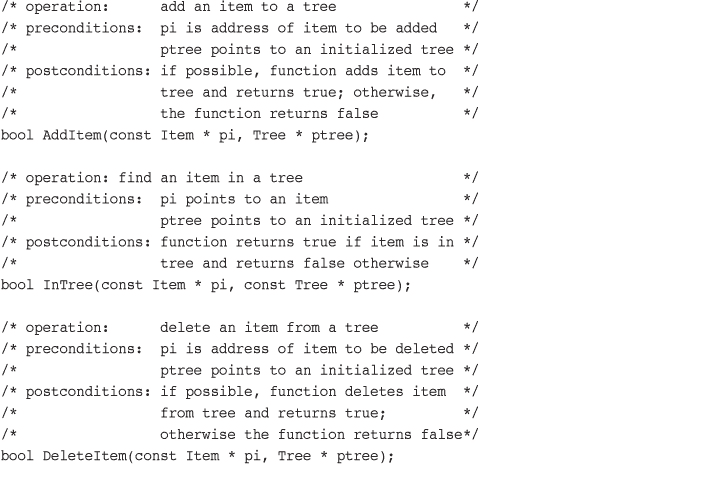 /* operation:      add an item to a tree               */
/* preconditions:  pi is address of item to be added   */
/*                 ptree points to an initialized tree */
/* postconditions: if possible, function adds item to  */
/*                 tree and returns true; otherwise,   */
/*                 the function returns false          */
bool AddItem(const Item * pi, Tree * ptree);

/* operation: find an item in a tree                   */
/* preconditions:  pi points to an item                */
/*                 ptree points to an initialized tree */
/* postconditions: function returns true if item is in */
/*                 tree and returns false otherwise    */
bool InTree(const Item * pi, const Tree * ptree);

/* operation:      delete an item from a tree          */
/* preconditions:  pi is address of item to be deleted */
/*                 ptree points to an initialized tree */
/* postconditions: if possible, function deletes item  */
/*                 from tree and returns true;         */
/*                 otherwise the function returns false*/
bool DeleteItem(const Item * pi, Tree * ptree);